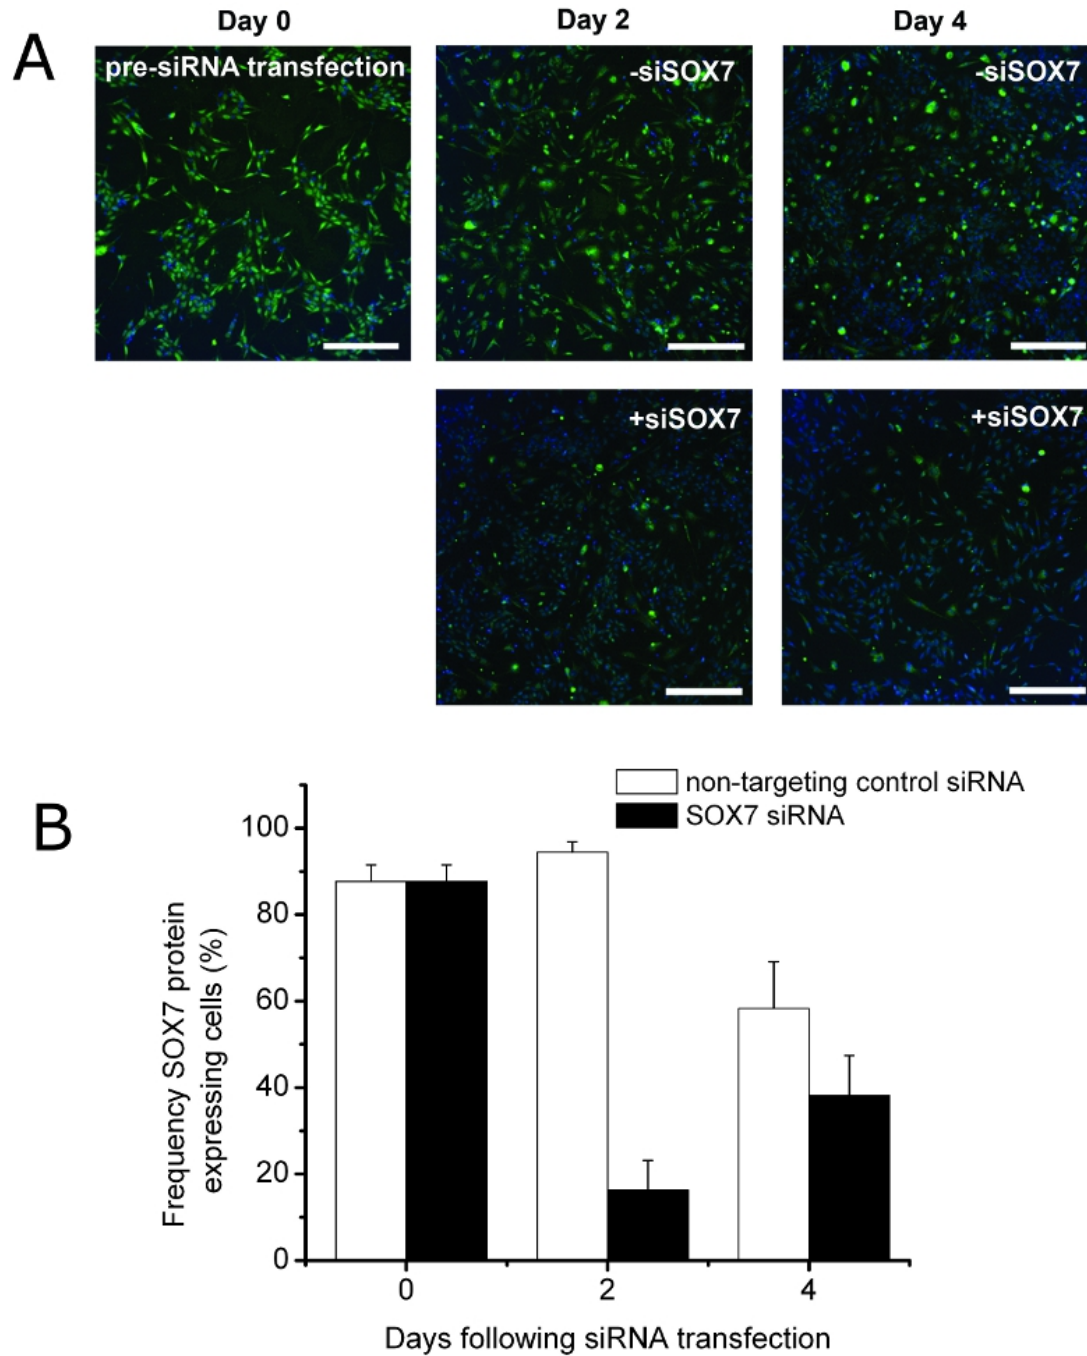 Day 0
Day 2
Day 4
A
pre-siRNA transfection
-siSOX7
-siSOX7
+siSOX7
+siSOX7
B
non-targeting control siRNA
SOX7 siRNA
Frequency SOX7 protein
expressing cells (%)
100
80
60
40
20
0
0
2
4
Days following siRNA transfection